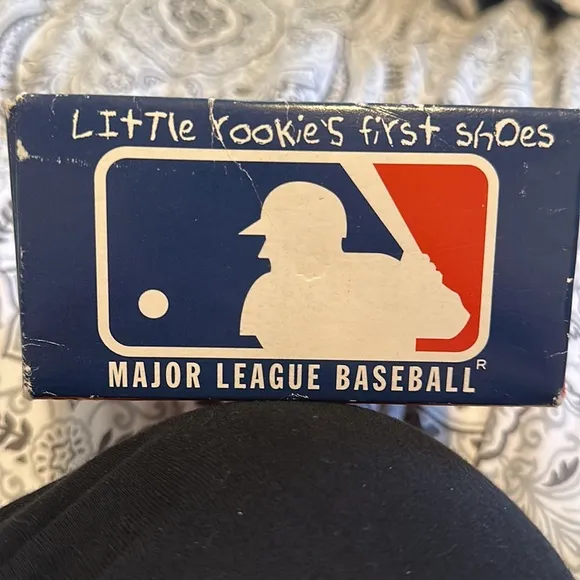 LITTle rookie's first shoes
MAJOR LEAGUE BASEBALL R